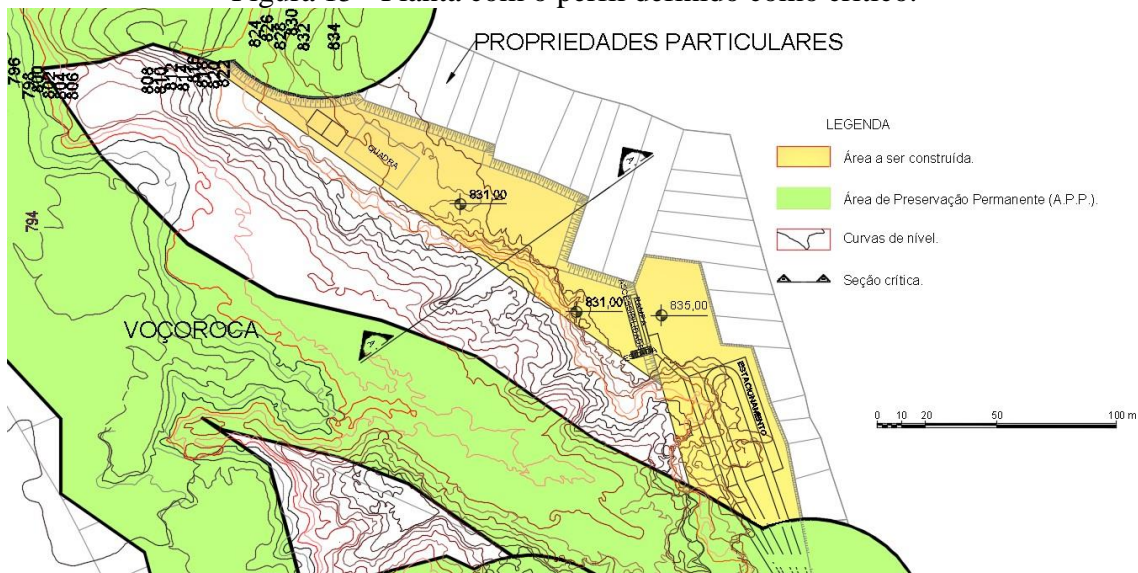 Figura 15 - Planta com o perfil definido como crítico.
824
826
828
830
832
834
PROPRIEDADES PARTICULARES
796
798
800
802
804
806
808
810
812
814
816
818
820
822
LEGENDA
Área a ser construída.
Área de Preservação Permanente (A.P.P.).
Curvas de nível.
Seção crítica.
QUADRA
831,00
794
VOÇOROCA
831,00
835,00
RAMPA
ESTACIONAMENTO
0 10 20 50 100 m